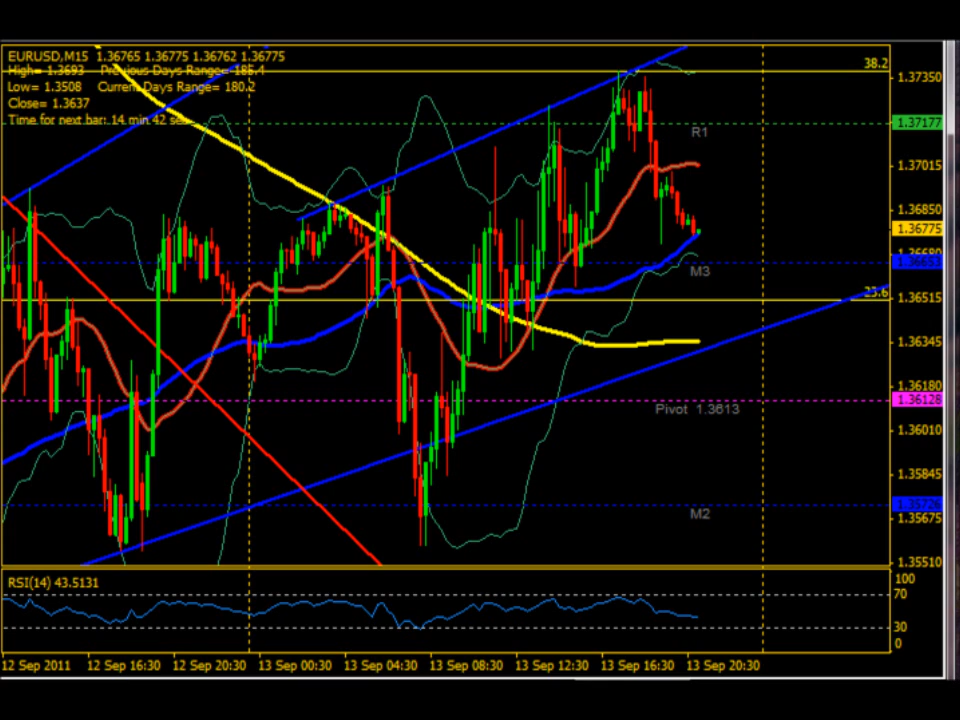 EURUSD,M15 1.36765 1.36775 1.36762 1.36775
High= 1.3693 Previous Days Range= 185.4
Low= 1.3508 Current Days Range= 180.2
Close= 1.3637
Time for next bar: 14 min 42 sec
38.2
1.37350
1.37177
R1
1.37015
1.36850
1.36775
1.36680
M3
23.6
1.36515
1.36345
1.36180
1.36128
Pivot 1.3613
1.36010
1.35845
M2
1.35675
1.35510
RSI(14) 43.5131
100
70
30
0
12 Sep 2011 12 Sep 16:30 12 Sep 20:30 13 Sep 00:30 13 Sep 04:30 13 Sep 08:30 13 Sep 12:30 13 Sep 16:30 13 Sep 20:30